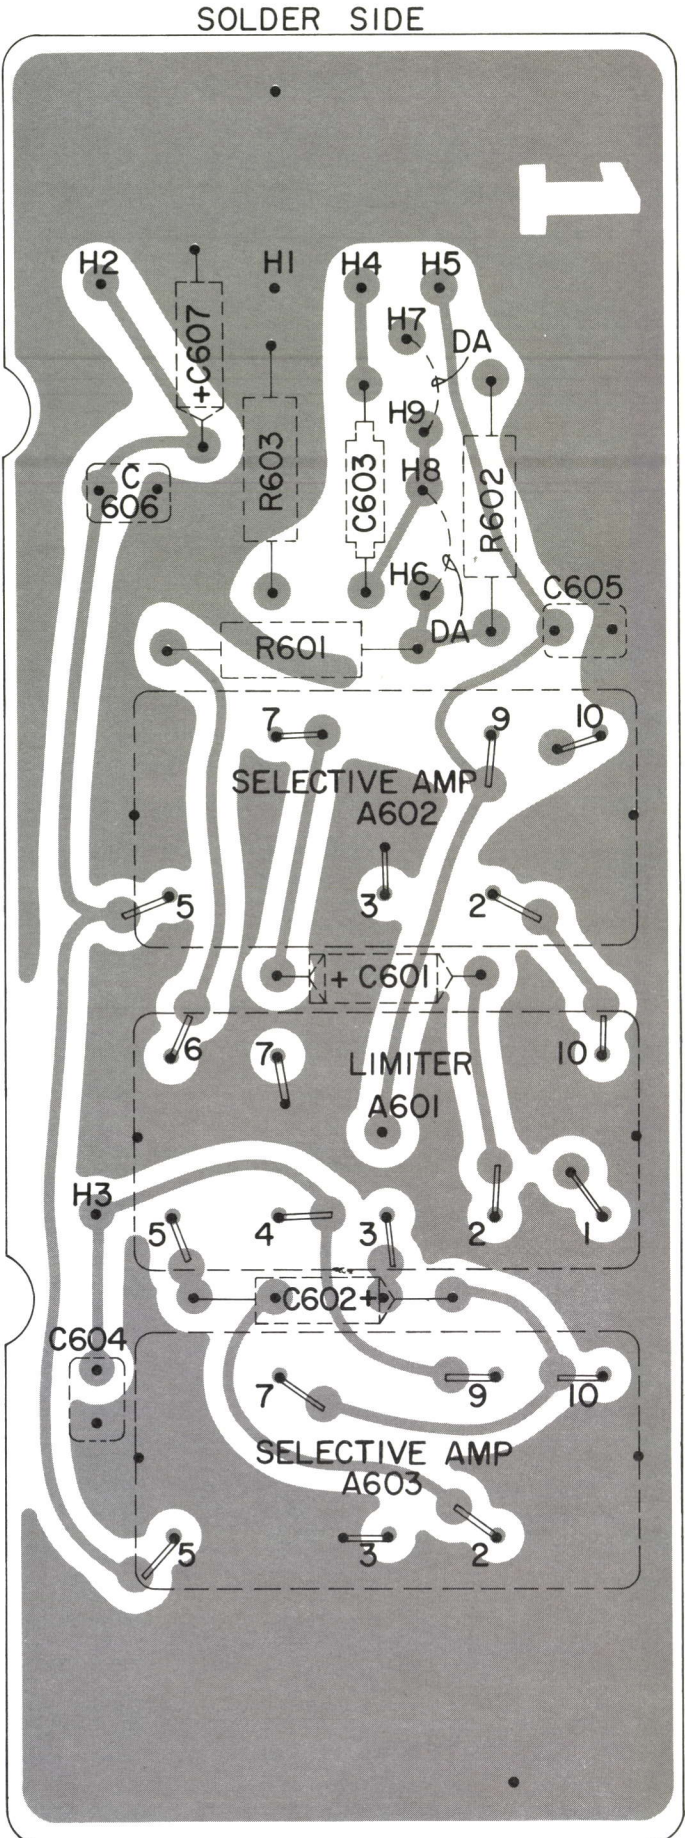 SOLDER SIDE
1
H2
H1
H4
H5
H7
DA
+C607
H9
R603
C603
H8
R602
C
606
H6
C605
DA
R601
7
9
10
SELECTIVE AMP
A602
5
3
2
+ C601
6
7
LIMITER
10
A601
H3
5
4
3
2
1
C602+
C604
7
9
10
SELECTIVE AMP
A603
5
3
2